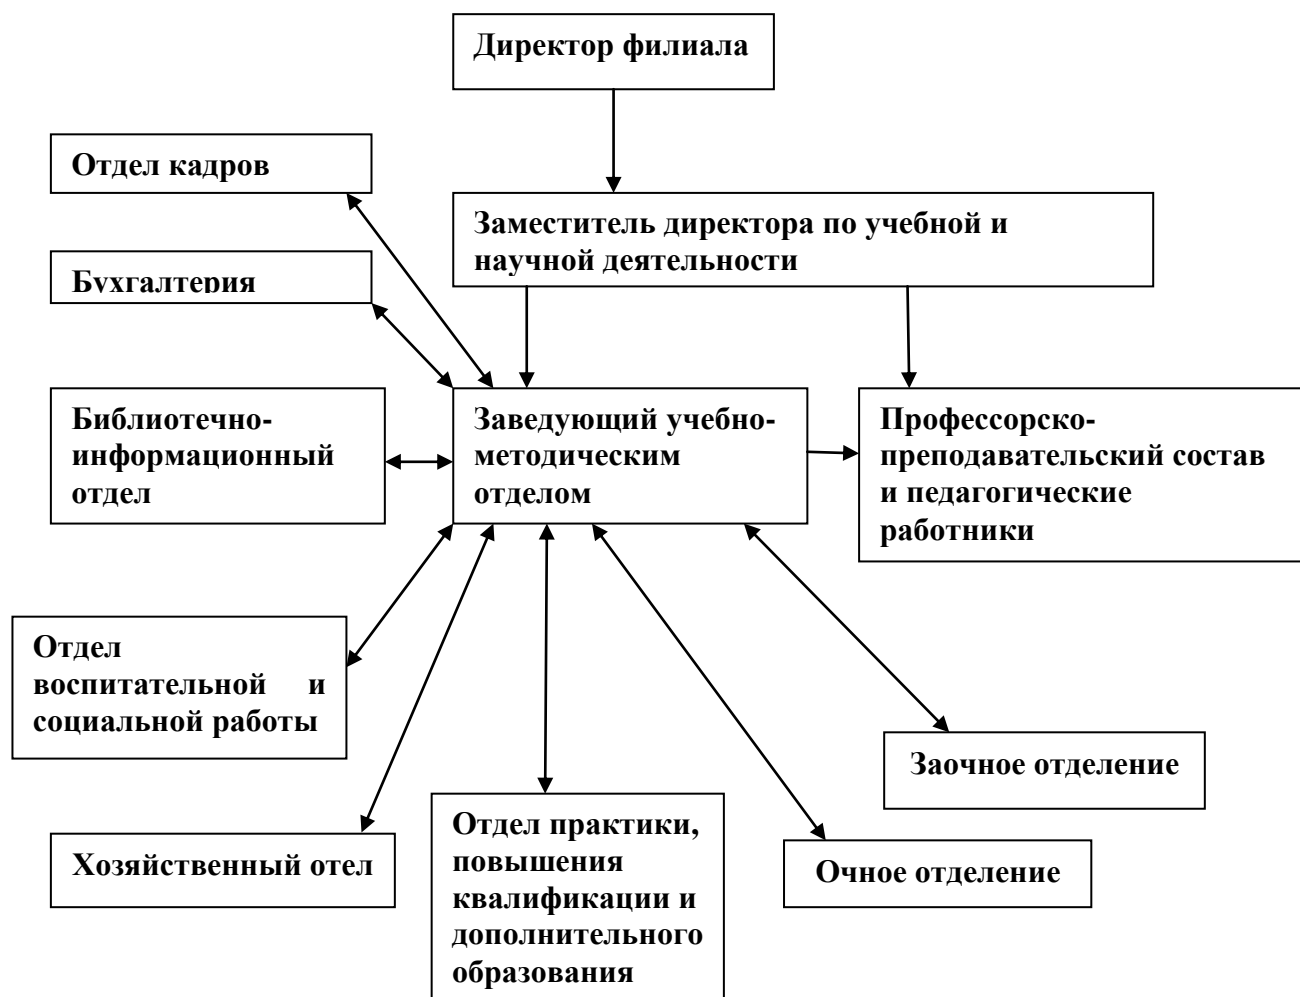 Директор филиала
Отдел кадров
Заместитель директора по учебной и
научной деятельности
Бухгалтерия
Библиотечно-
информационный
отдел
Заведующий учебно-
методическим
отделом
Профессорско-
преподавательский состав
и педагогические
работники
Отдел
воспитательной и
социальной работы
Заочное отделение
Хозяйственный отел
Отдел практики,
повышения
квалификации и
дополнительного
образования
Очное отделение